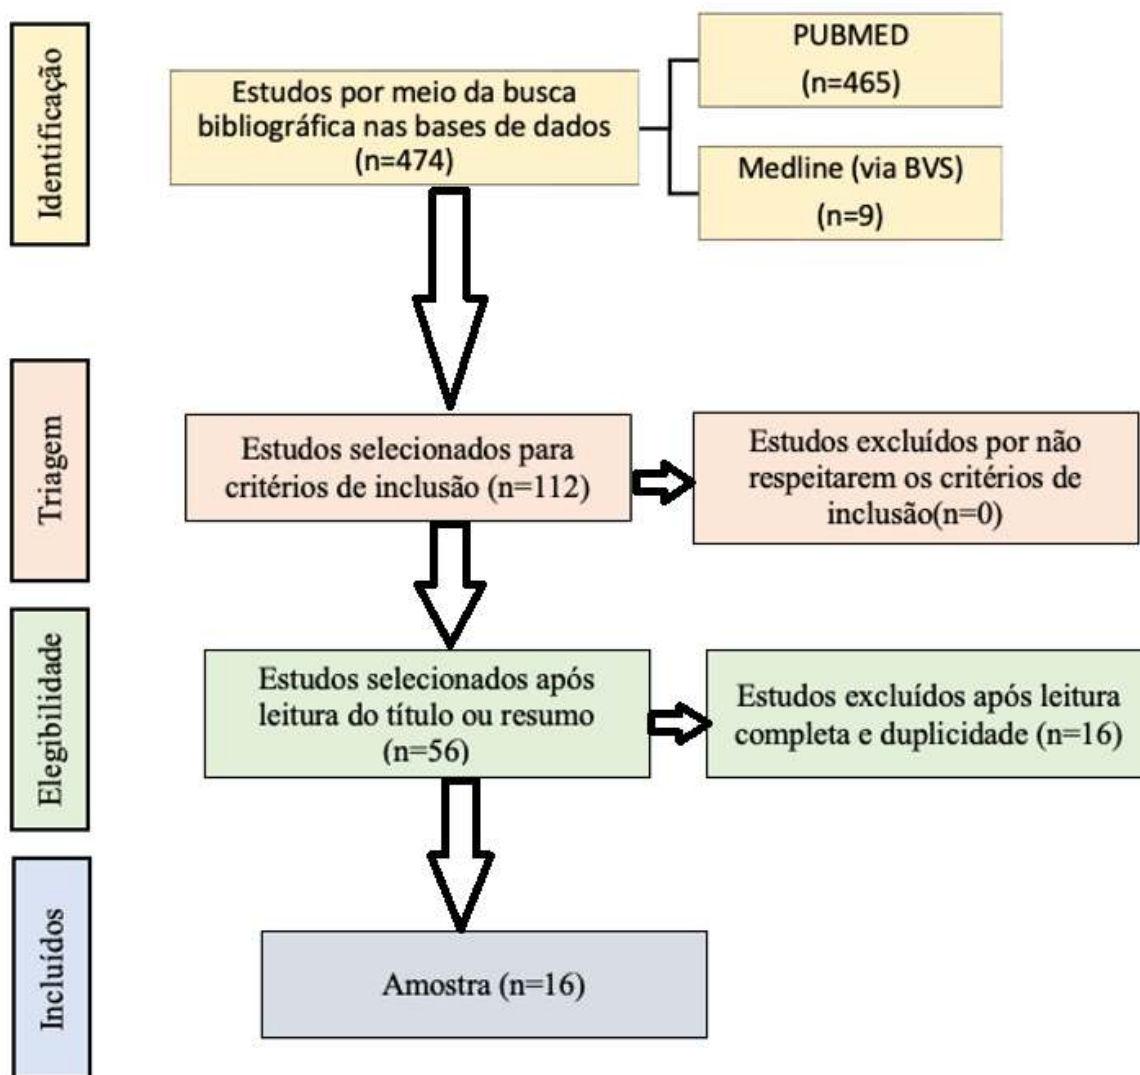 Identificação
Estudos por meio da busca
bibliográfica nas bases de dados
(n=474)
PUBMED
(n=465)
Medline (via BVS)
(n=9)
Triagem
Estudos selecionados para
critérios de inclusão (n=112)
Estudos excluídos por não
respeitarem os critérios de
inclusão(n=0)
Elegibilidade
Estudos selecionados após
leitura do título ou resumo
(n=56)
Estudos excluídos após leitura
completa e duplicidade (n=16)
Incluídos
Amostra (n=16)